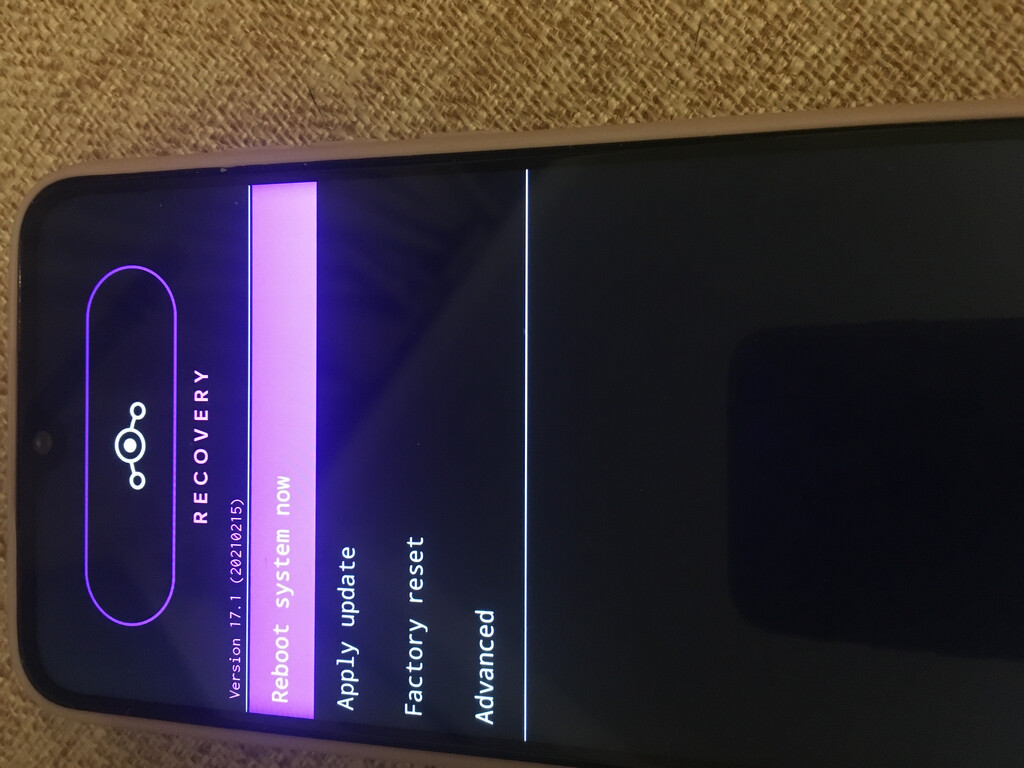 RECOVERY
Version 17.1 (20210215)
Reboot system now
Apply update
Factory reset
Advanced